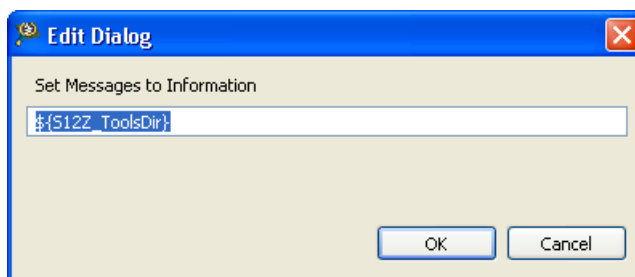 Edit Dialog
Set Messages to Information
${S12Z_ToolsDir}
OK Cancel